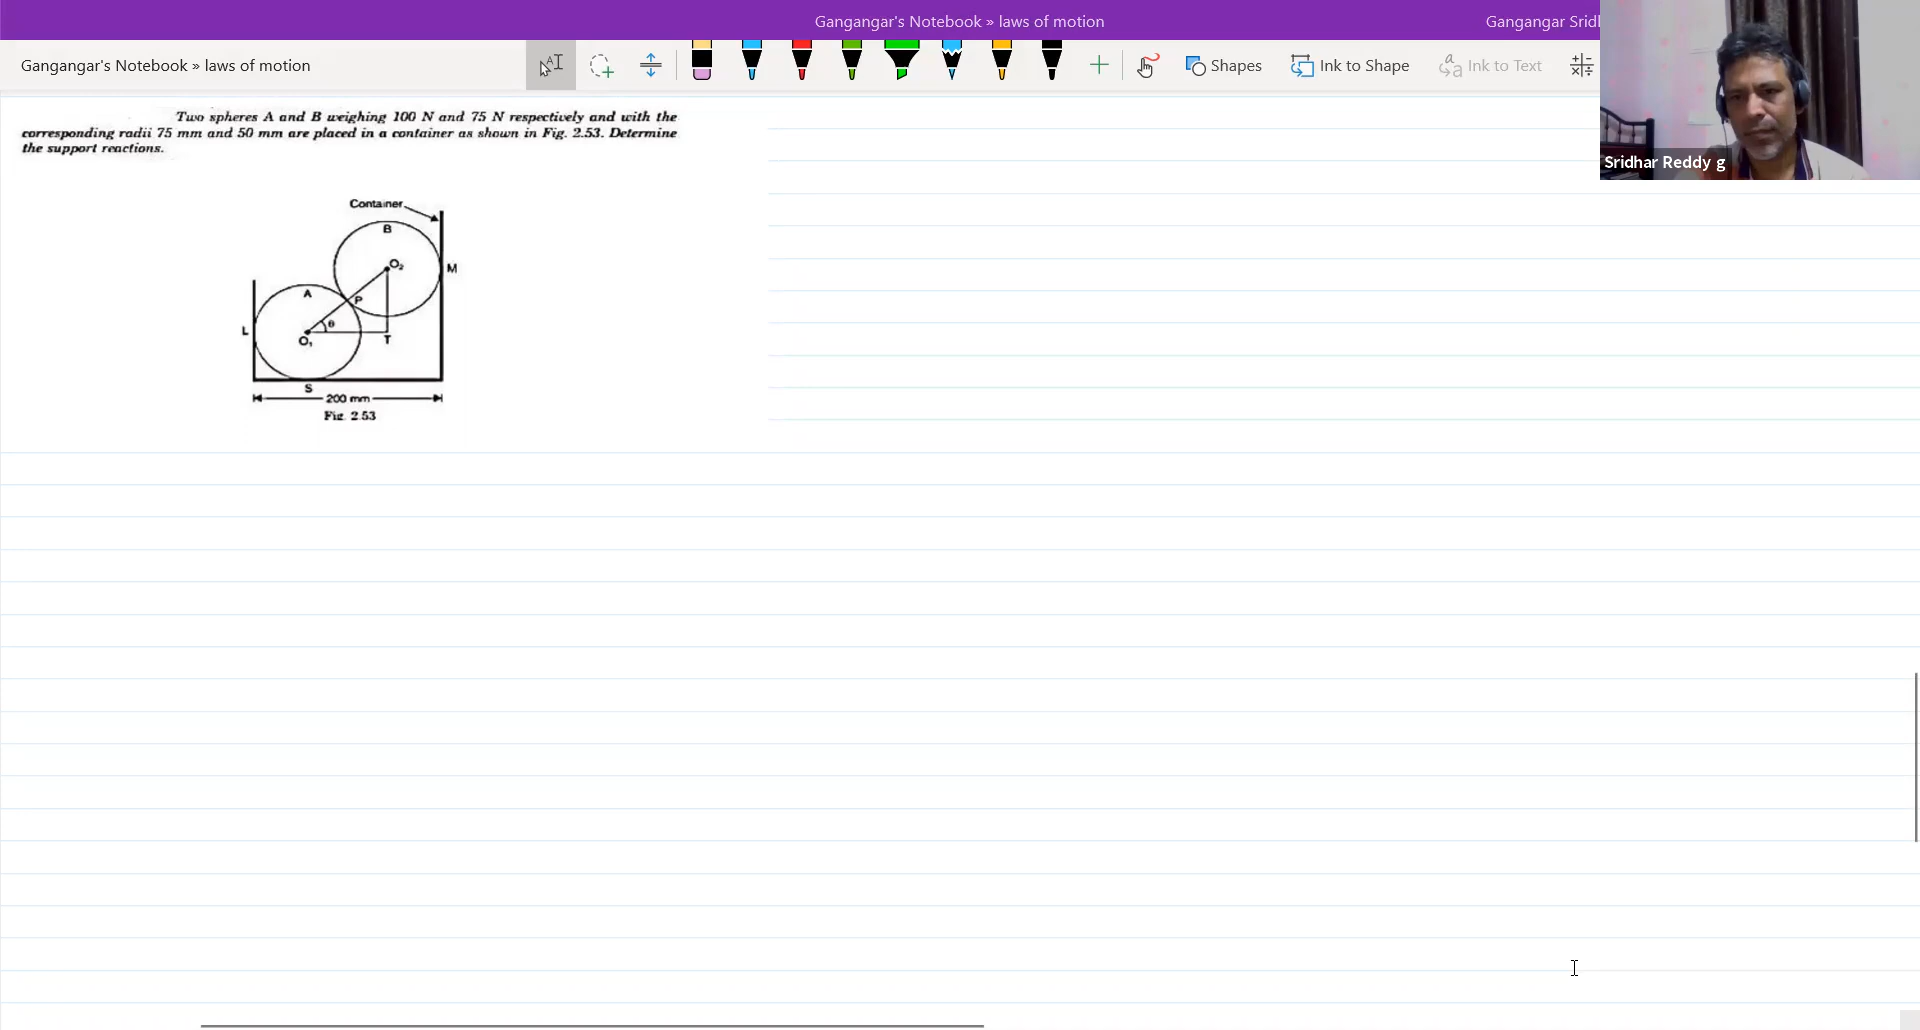 Gangangar's Notebook » laws of motion
Gangangar Sridl
Gangangar's Notebook » laws of motion
Shapes
Ink to Shape
Ink to Text
Sridhar Reddy g
Two spheres A and B weighing 100 N and 75 N respectively and with the
corresponding radii 75 mm and 50 mm are placed in a container as shown in Fig. 2.53. Determine
the support reactions.
Container
B
O₂
M
A
P
L
θ
O₁
T
S
200 mm
Fig. 2.53